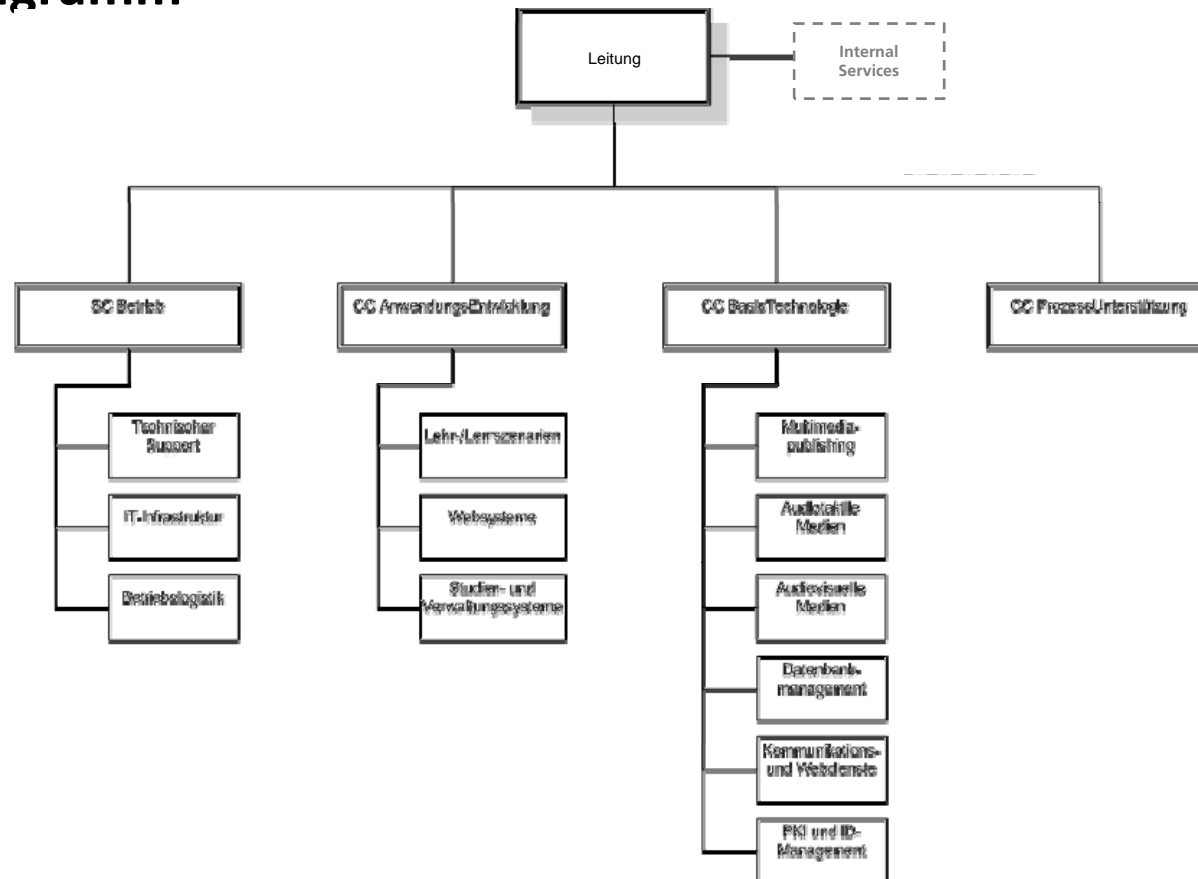 Leitung
Internal
Services
SC Betrieb
CC AnwendungsEntwicklung
CC BasisTechnologie
CC ProzessUnterstützung
Technischer
Support
IT-Infrastruktur
Betriebslogistik
Lehr-/Lernszenarien
Websysteme
Studier- und
Verwaltungssysteme
Multimedia-
publishing
Audiotaktile
Medien
Audiovisuelle
Medien
Datenbank-
management
Kommunikations-
und Webdienste
PKI und ID-
Management